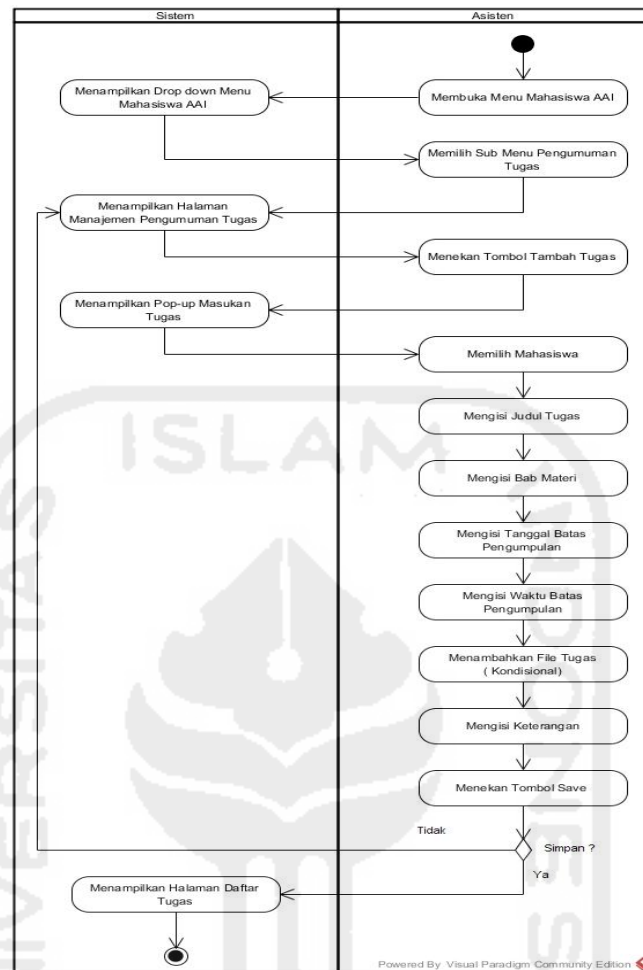 Sistem
Asisten
Menampilkan Drop down Menu
Mahasiswa AAI
Membuka Menu Mahasiswa AAI
Memilih Sub Menu Pengumuman
Tugas
Menampilkan Halaman
Manajemen Pengumuman Tugas
Menekan Tombol Tambah Tugas
Menampilkan Pop-up Masukan
Tugas
Memilih Mahasiswa
Mengisi Judul Tugas
Mengisi Bab Materi
Mengisi Tanggal Batas
Pengumpulan
Mengisi Waktu Batas
Pengumpulan
Menambahkan File Tugas
( Kondisional)
Mengisi Keterangan
Menekan Tombol Save
Tidak
Simpan ?
Ya
Menampilkan Halaman Daftar
Tugas
ISLAM
UNIVERSITAS
INDONES
Powered By Visual Paradigm Community Edition